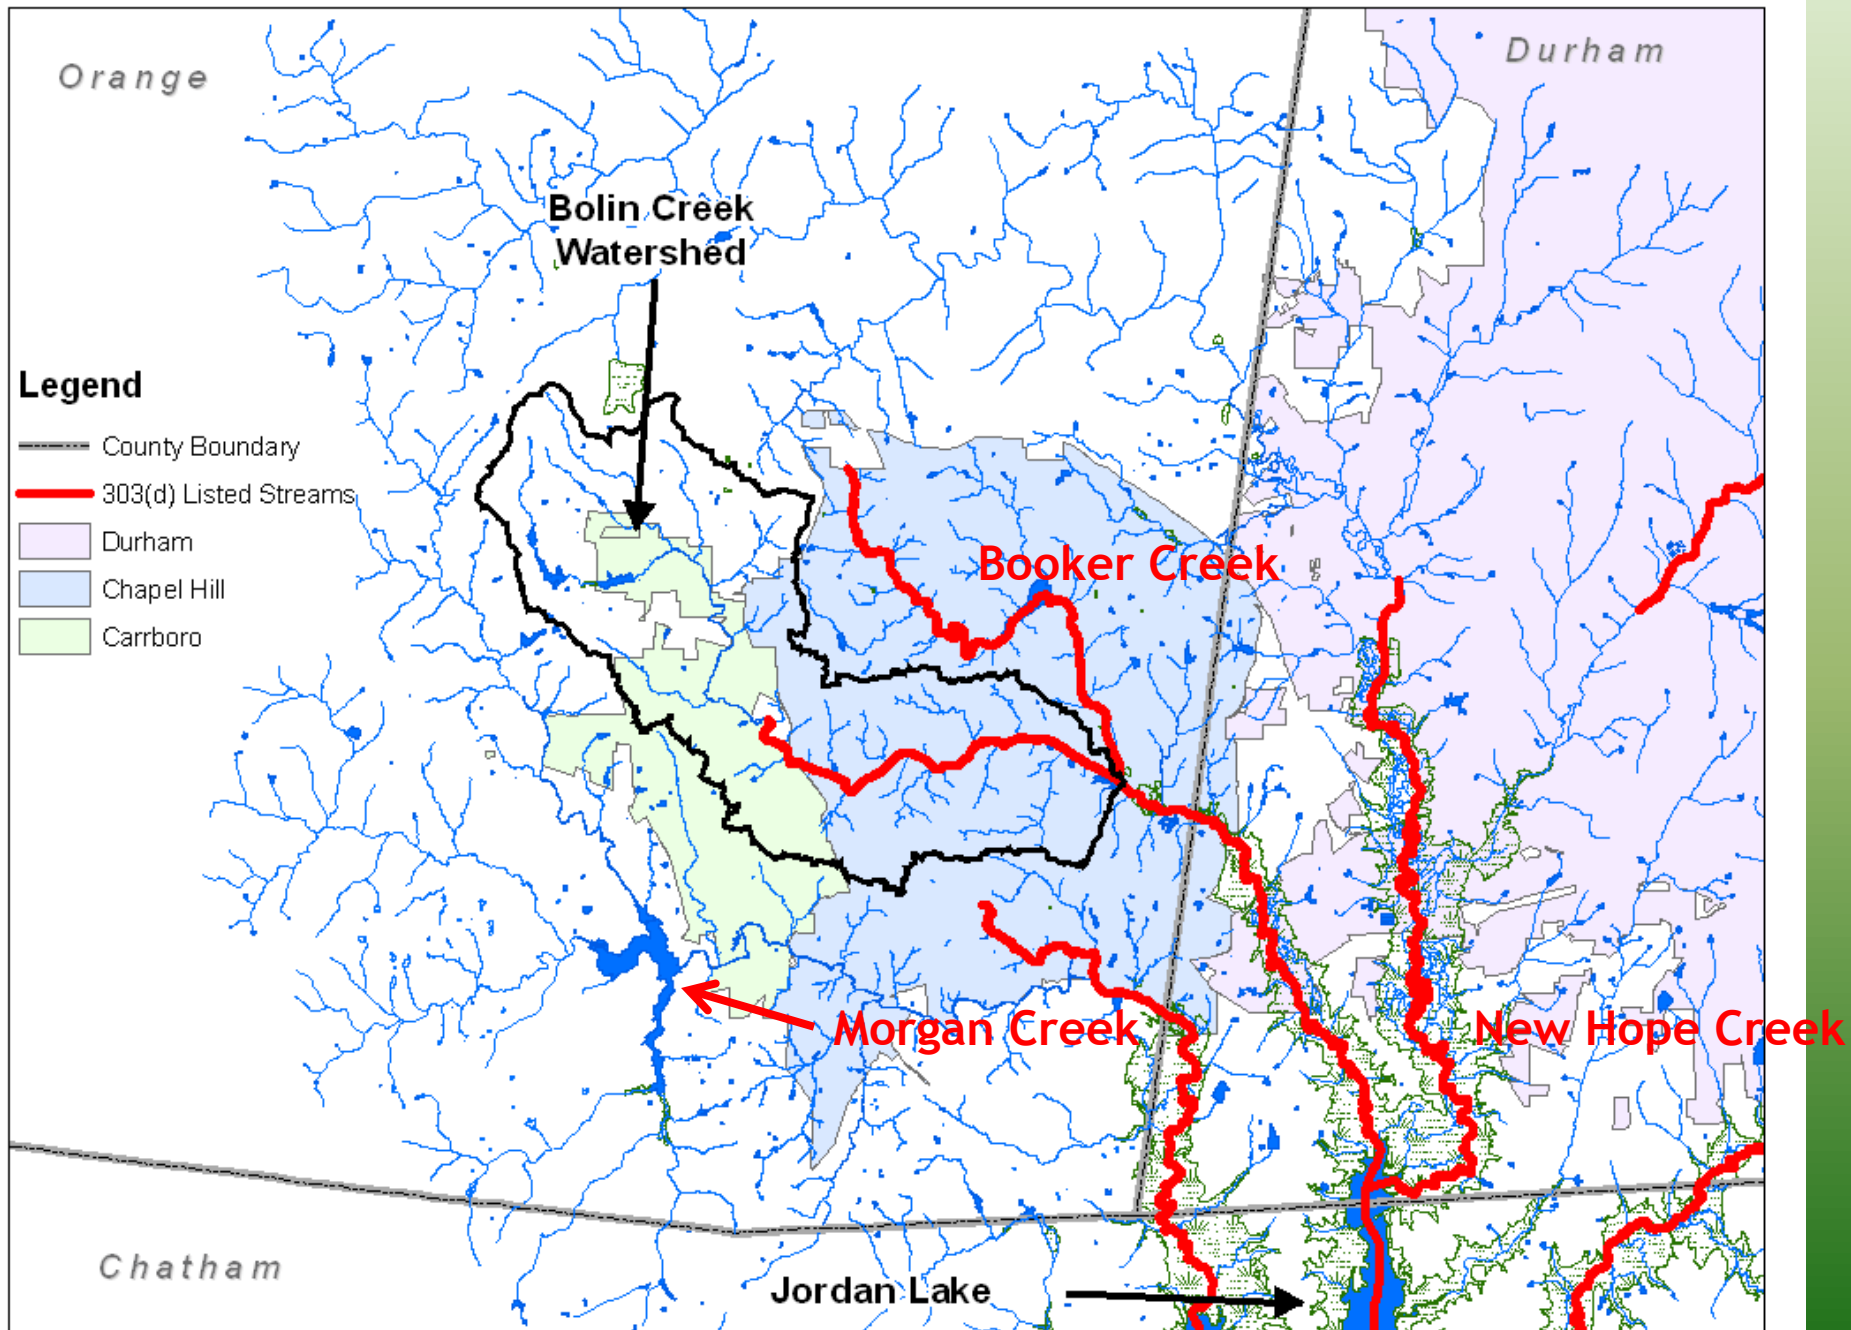 Orange
Durham
Bolin Creek
Watershed
Legend
County Boundary
303(d) Listed Streams
Durham
Chapel Hill
Carrboro
Booker Creek
Morgan Creek
New Hope Creek
Chatham
Jordan Lake